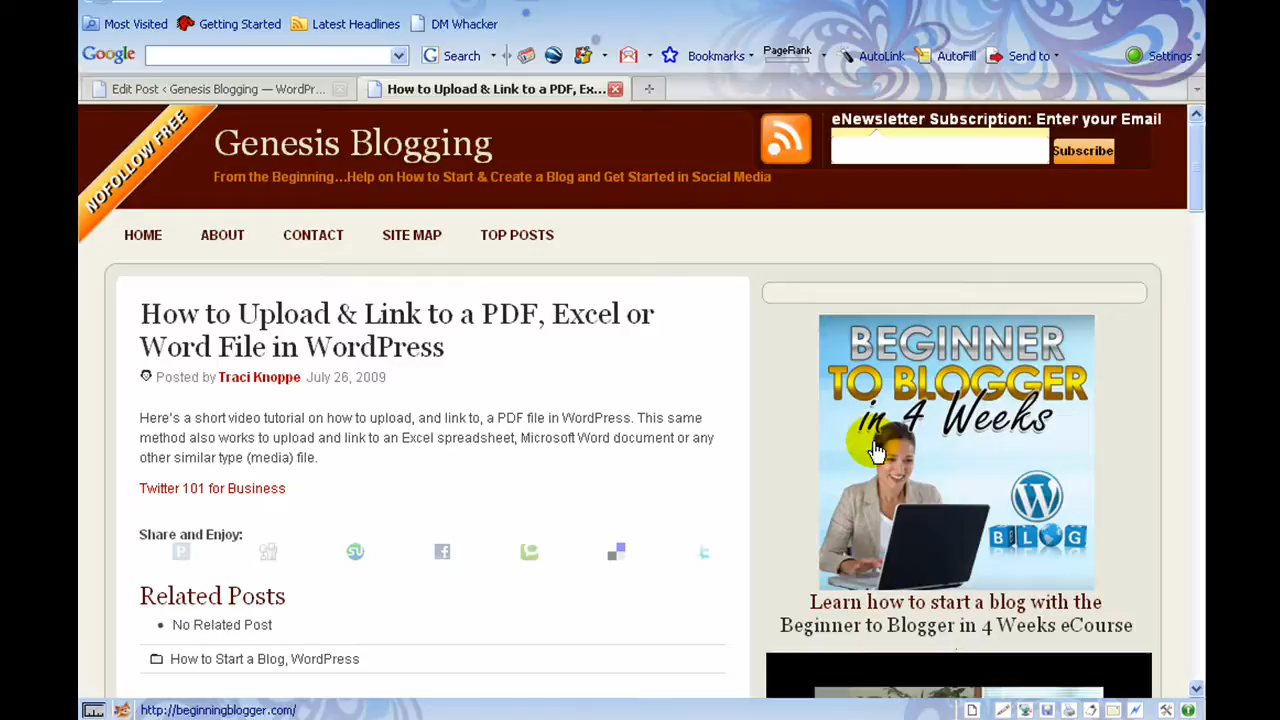 Most Visited Getting Started Latest Headlines DM Whacker
Google Search Bookmarks PageRank AutoLink AutoFill Send to Settings
Edit Post ‹ Genesis Blogging — WordPr... How to Upload & Link to a PDF, Ex...
NOFOLLOW FREE
Genesis Blogging
From the Beginning...Help on How to Start & Create a Blog and Get Started in Social Media
eNewsletter Subscription: Enter your Email
Subscribe
HOME ABOUT CONTACT SITE MAP TOP POSTS
How to Upload & Link to a PDF, Excel or
Word File in WordPress
Posted by Traci Knoppe July 26, 2009
Here's a short video tutorial on how to upload, and link to, a PDF file in WordPress. This same
method also works to upload and link to an Excel spreadsheet, Microsoft Word document or any
other similar type (media) file.
Twitter 101 for Business
Share and Enjoy:
Related Posts
No Related Post
How to Start a Blog, WordPress
BEGINNER
TO BLOGGER
in 4 Weeks
BLOG
Learn how to start a blog with the
Beginner to Blogger in 4 Weeks eCourse
http://beginningblogger.com/